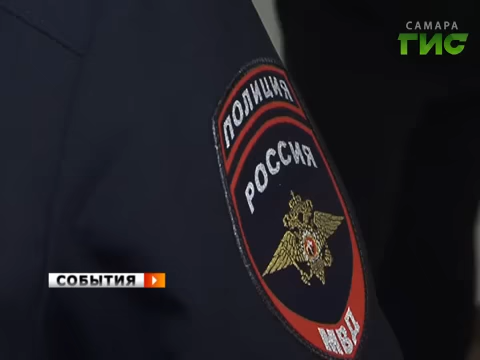 САМАРА
ГИС
ПОЛИЦИЯ
РОССИЯ
МВД
СОБЫТИЯ